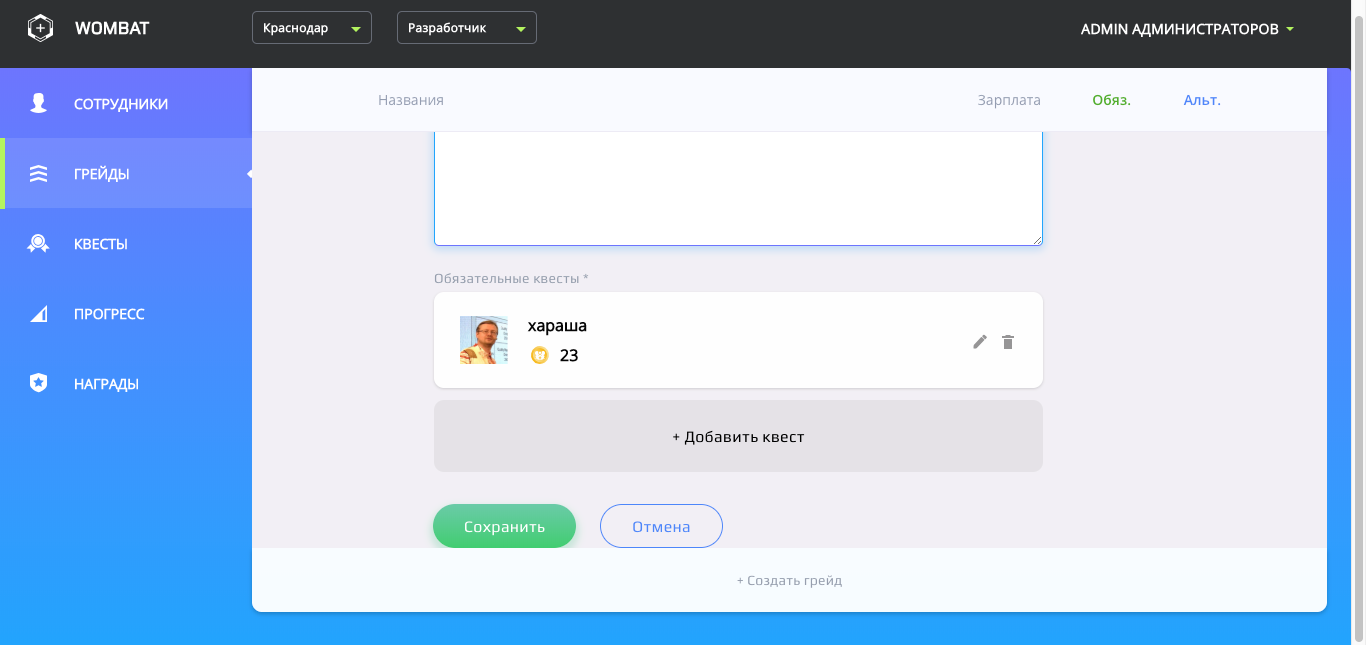 WOMBAT
Краснодар
Разработчик
ADMIN АДМИНИСТРАТОРОВ
СОТРУДНИКИ
ГРЕЙДЫ
КВЕСТЫ
ПРОГРЕСС
НАГРАДЫ
Названия
Зарплата
Обяз.
Альт.
Обязательные квесты *
хараша
23
+ Добавить квест
Сохранить
Отмена
+ Создать грейд